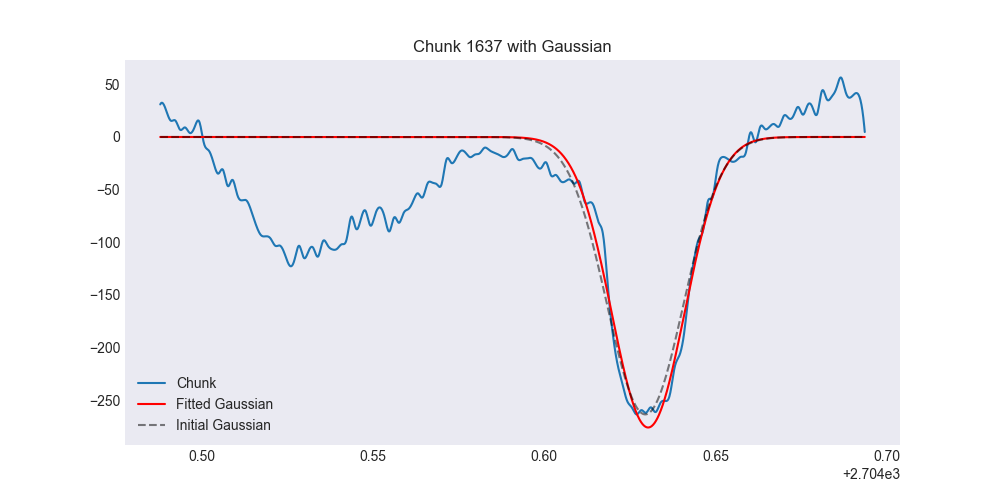 Chunk 1637 with Gaussian
50
0
−50
−100
−150
−200
−250
Chunk
Fitted Gaussian
Initial Gaussian
0.50 0.55 0.60 0.65 0.70
+2.704e3